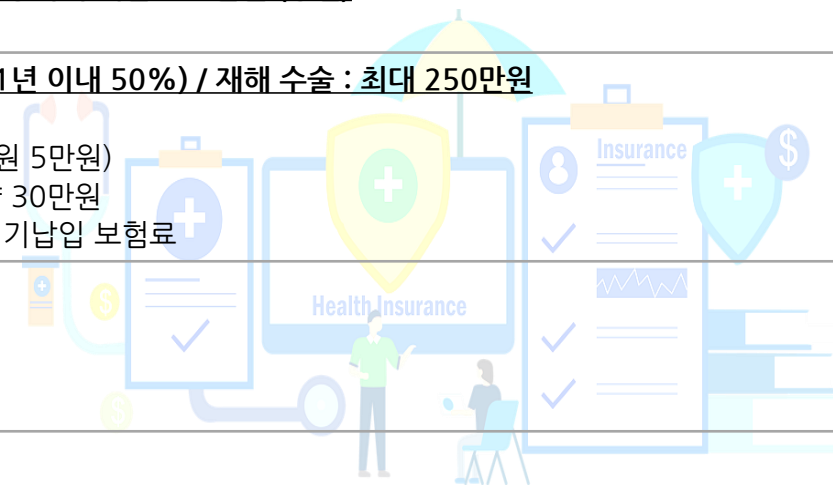 1년 이내 50%) / 재해 수술 : 최대 250만원
원 5만원)
30만원
기납입 보험료
Insurance
Health Insurance